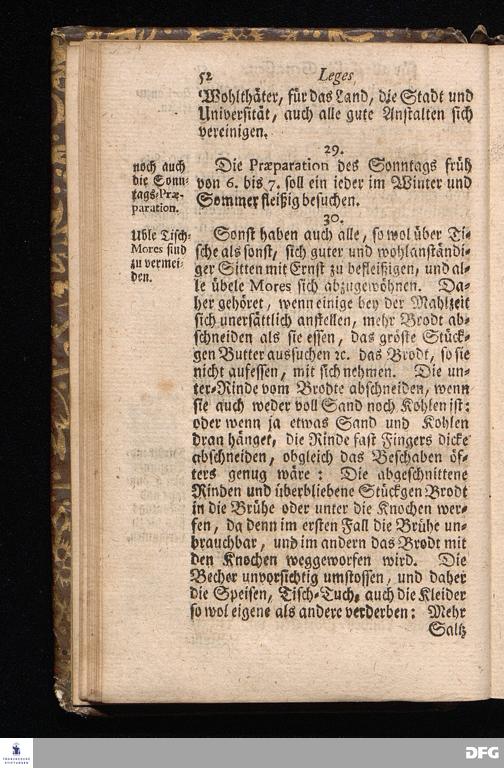 52 Leges
Wohlthäter, für das Land, die Stadt und
Universität, auch alle gute Anstalten sich
vereinigen.
29.
noch auch
die Sonn-
tags-Præ-
paration.
Die Præparation des Sonntags früh
von 6. bis 7. soll ein ieder im Winter und
Sommer fleißig besuchen.
30.
Uble Tisch-
Mores sind
zu vermei-
den.
Sonst haben auch alle, so wol über Ti-
sche als sonst, sich guter und wohlanständi-
ger Sitten mit Ernst zu befleißigen, und al-
le übele Mores sich abzugewöhnen. Da-
her gehöret, wenn einige bey der Mahlzeit
sich unersättlich anstellen, mehr Brodt ab-
schneiden als sie essen, das gröste Stück-
gen Butter aussuchen ꝛc. das Brodt, so sie
nicht aufessen, mit sich nehmen. Die un-
ter-Rinde vom Brodte abschneiden, wenn
sie auch weder voll Sand noch Kohlen ist:
oder wenn ja etwas Sand und Kohlen
dran hänget, die Rinde fast Fingers dicke
abschneiden, obgleich das Beschaben öf-
ters genug wäre: Die abgeschnittene
Rinden und überbliebene Stückgen Brodt
in die Brühe oder unter die Knochen wer-
fen, da denn im ersten Fall die Brühe un-
brauchbar, und im andern das Brodt mit
den Knochen weggeworfen wird. Die
Becher unvorsichtig umstossen, und daher
die Speisen, Tisch-Tuch, auch die Kleider
so wol eigene als andere verderben: Mehr
Saltz
DFG